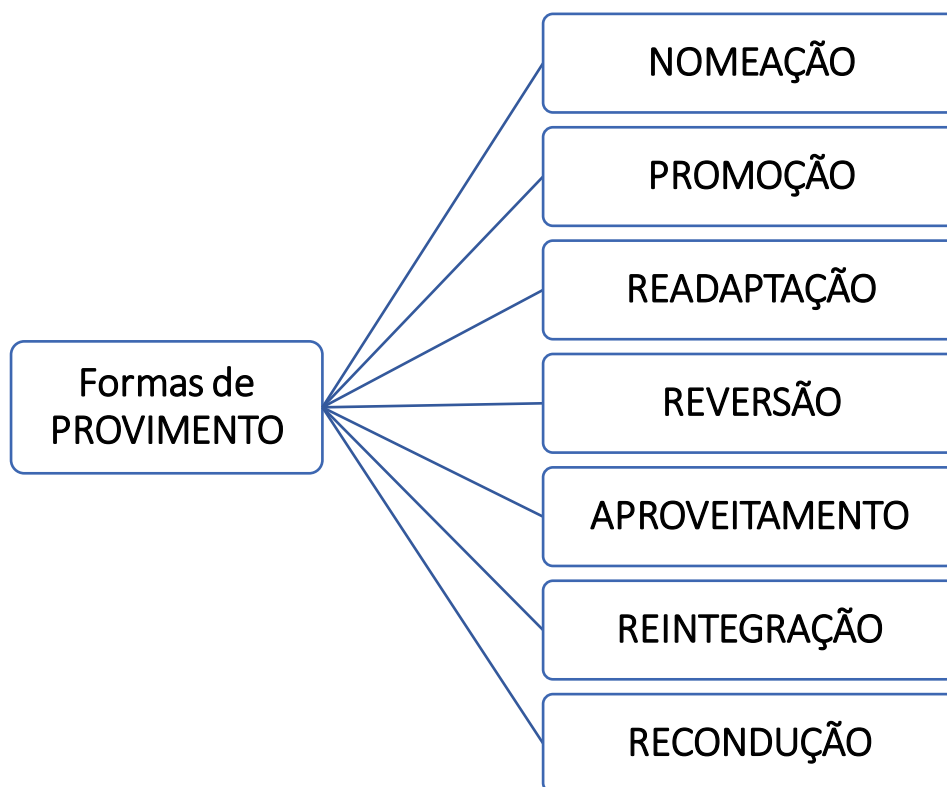 Formas de
PROVIMENTO
NOMEAÇÃO
PROMOÇÃO
READAPTAÇÃO
REVERSÃO
APROVEITAMENTO
REINTEGRAÇÃO
RECONDUÇÃO